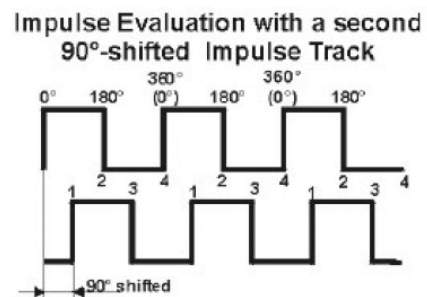 Impulse Evaluation with a second
90°-shifted Impulse Track
360° 360°
0° 180° (0°) 180° (0°) 180°
2 4 2 4 2 4
1 3 1 3 1 3
90° shifted